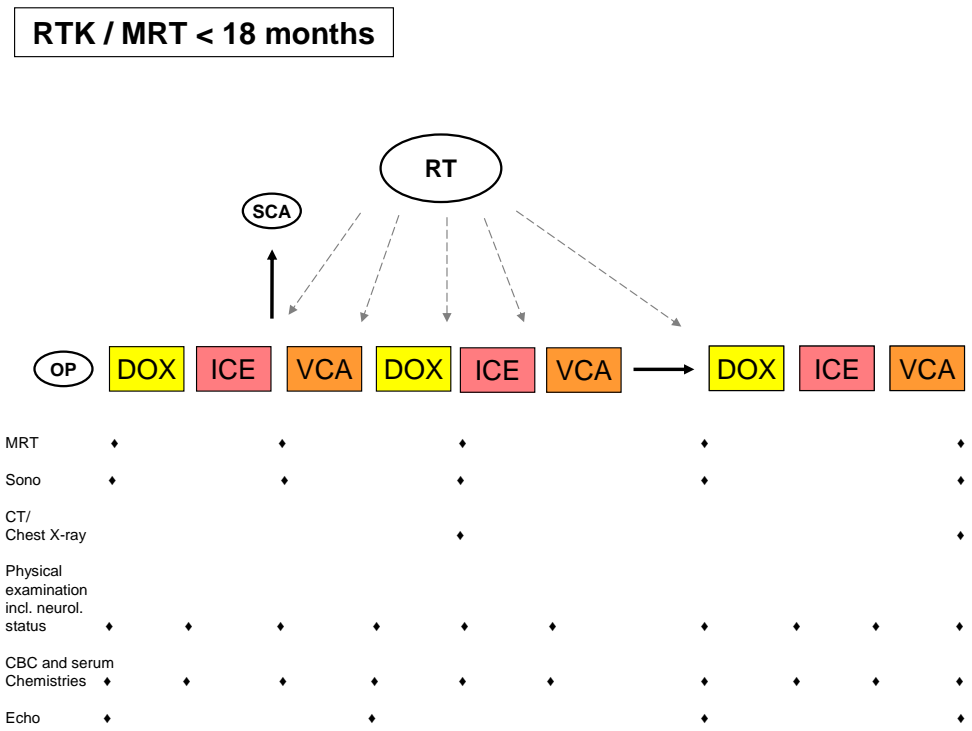 RTK / MRT < 18 months
RT
SCA
OP
DOX
ICE
VCA
DOX
ICE
VCA
DOX
ICE
VCA
MRT
Sono
CT/
Chest X-ray
Physical
examination
incl. neurol.
status
CBC and serum
Chemistries
Echo